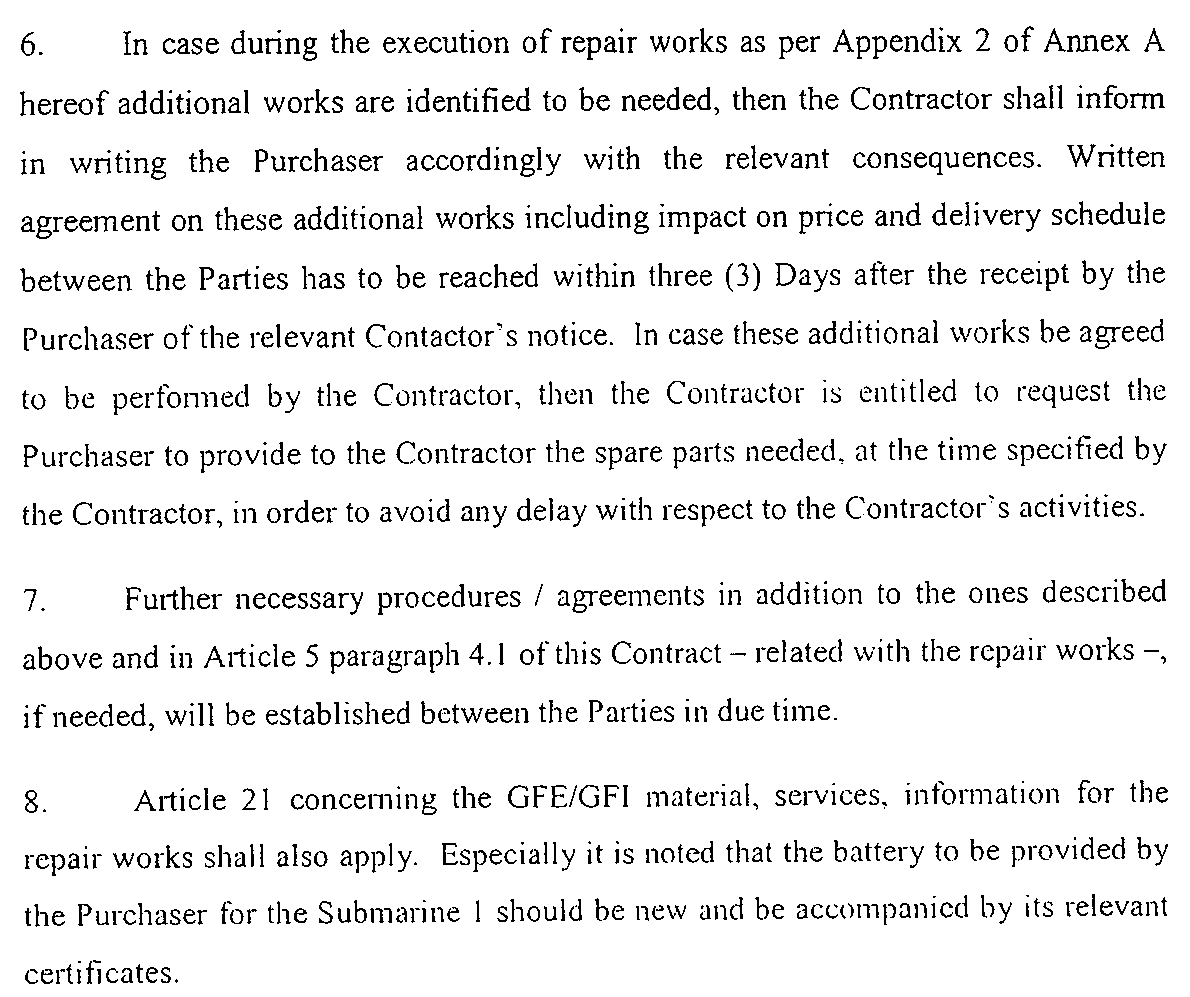 6. In case during the execution of repair works as per Appendix 2 of Annex A
hereof additional works are identified to be needed, then the Contractor shall inform
in writing the Purchaser accordingly with the relevant consequences. Written
agreement on these additional works including impact on price and delivery schedule
between the Parties has to be reached within three (3) Days after the receipt by the
Purchaser of the relevant Contactor's notice. In case these additional works be agreed
to be performed by the Contractor, then the Contractor is entitled to request the
Purchaser to provide to the Contractor the spare parts needed, at the time specified by
the Contractor, in order to avoid any delay with respect to the Contractor's activities.
7. Further necessary procedures / agreements in addition to the ones described
above and in Article 5 paragraph 4.1 of this Contract – related with the repair works –,
if needed, will be established between the Parties in due time.
8. Article 21 concerning the GFE/GFI material, services, information for the
repair works shall also apply. Especially it is noted that the battery to be provided by
the Purchaser for the Submarine 1 should be new and be accompanied by its relevant
certificates.